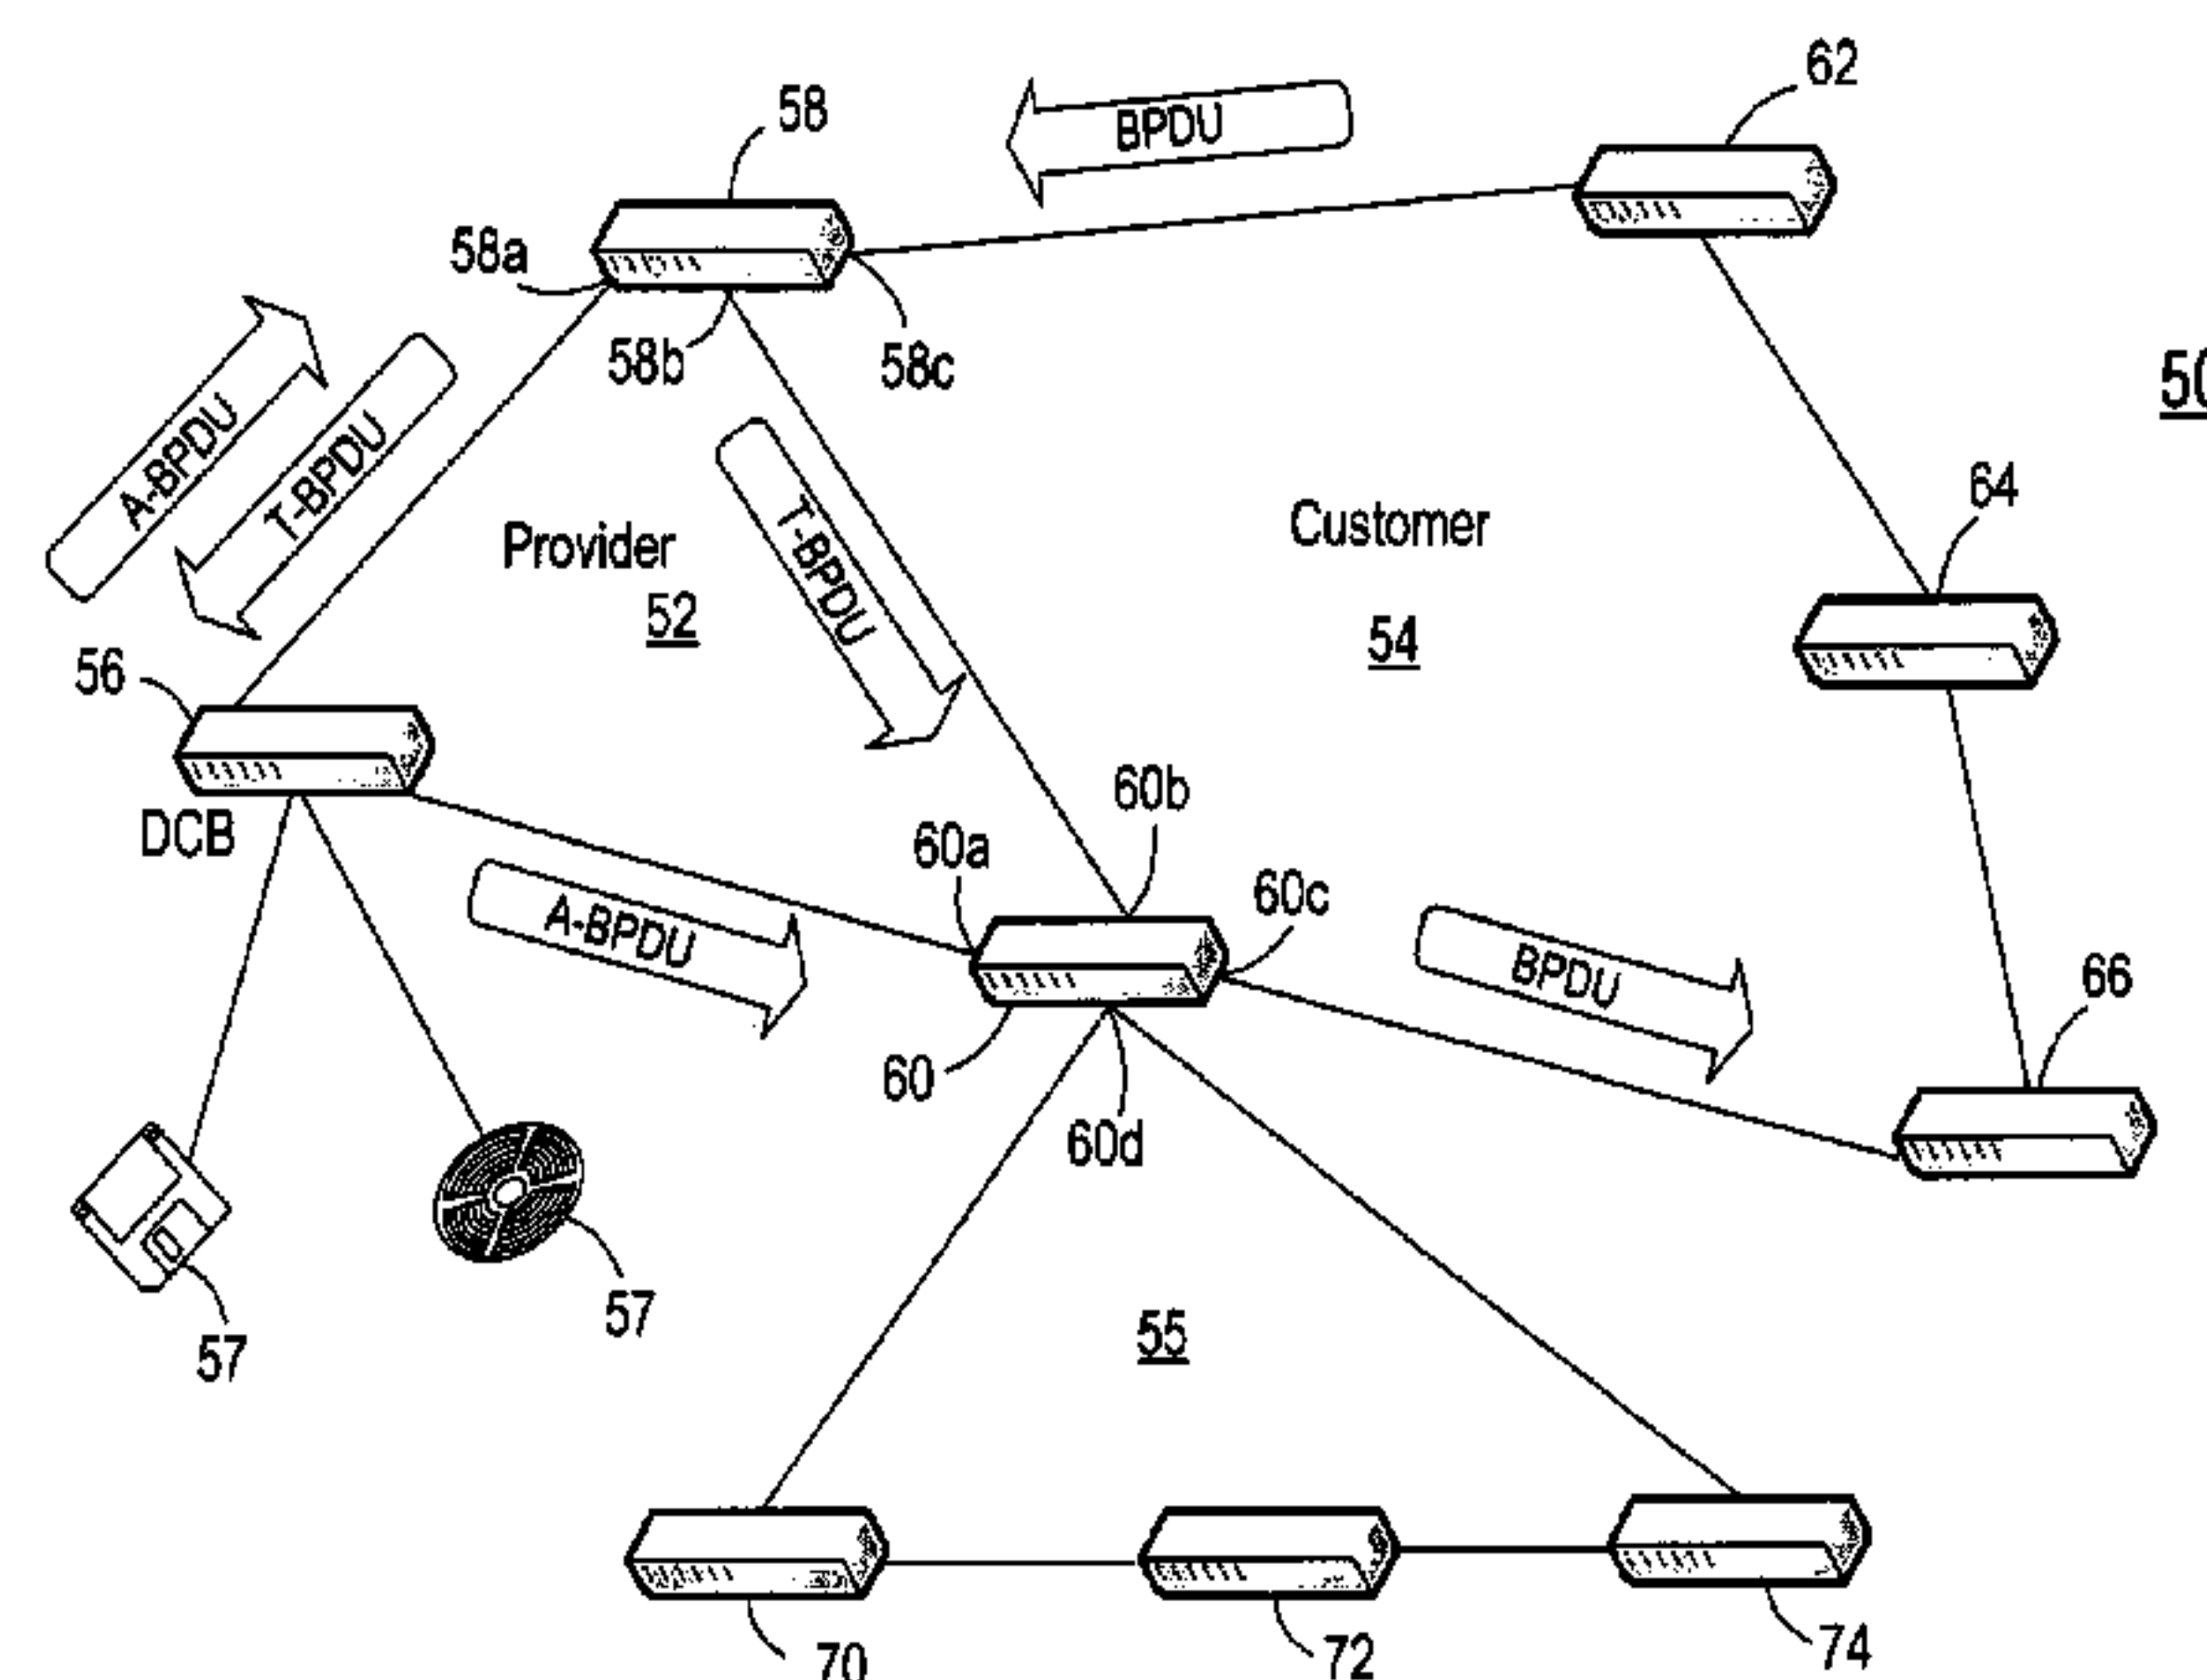 62
58
BPDU
58a
58b
58c
50
A-BPDU
T-BPDU
T-BPDU
Provider
52
Customer
54
64
56
DCB
60b
60a
60c
A-BPDU
BPDU
66
60
60d
57
57
55
70
72
74